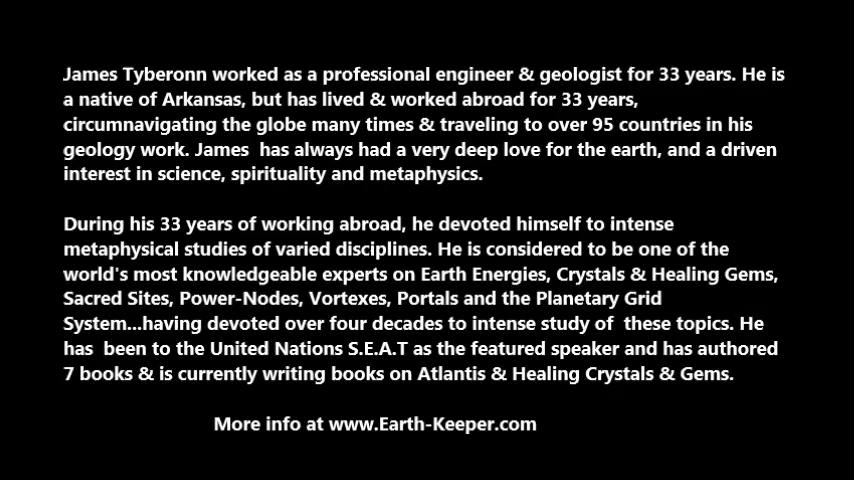 James Tyberonn worked as a professional engineer & geologist for 33 years. He is
a native of Arkansas, but has lived & worked abroad for 33 years,
circumnavigating the globe many times & traveling to over 95 countries in his
geology work. James  has always had a very deep love for the earth, and a driven
interest in science, spirituality and metaphysics.
During his 33 years of working abroad, he devoted himself to intense
metaphysical studies of varied disciplines. He is considered to be one of the
world's most knowledgeable experts on Earth Energies, Crystals & Healing Gems,
Sacred Sites, Power-Nodes, Vortexes, Portals and the Planetary Grid
System...having devoted over four decades to intense study of  these topics. He
has  been to the United Nations S.E.A.T as the featured speaker and has authored
7 books & is currently writing books on Atlantis & Healing Crystals & Gems.
More info at www.Earth-Keeper.com